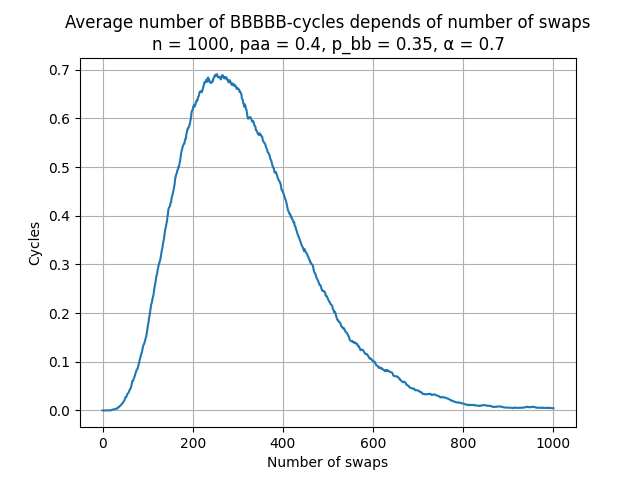 Average number of BBBBB-cycles depends of number of swaps
n = 1000, paa = 0.4, p_bb = 0.35, α = 0.7
0.7
0.6
0.5
0.4
0.3
0.2
0.1
0.0
Cycles
0 200 400 600 800 1000
Number of swaps